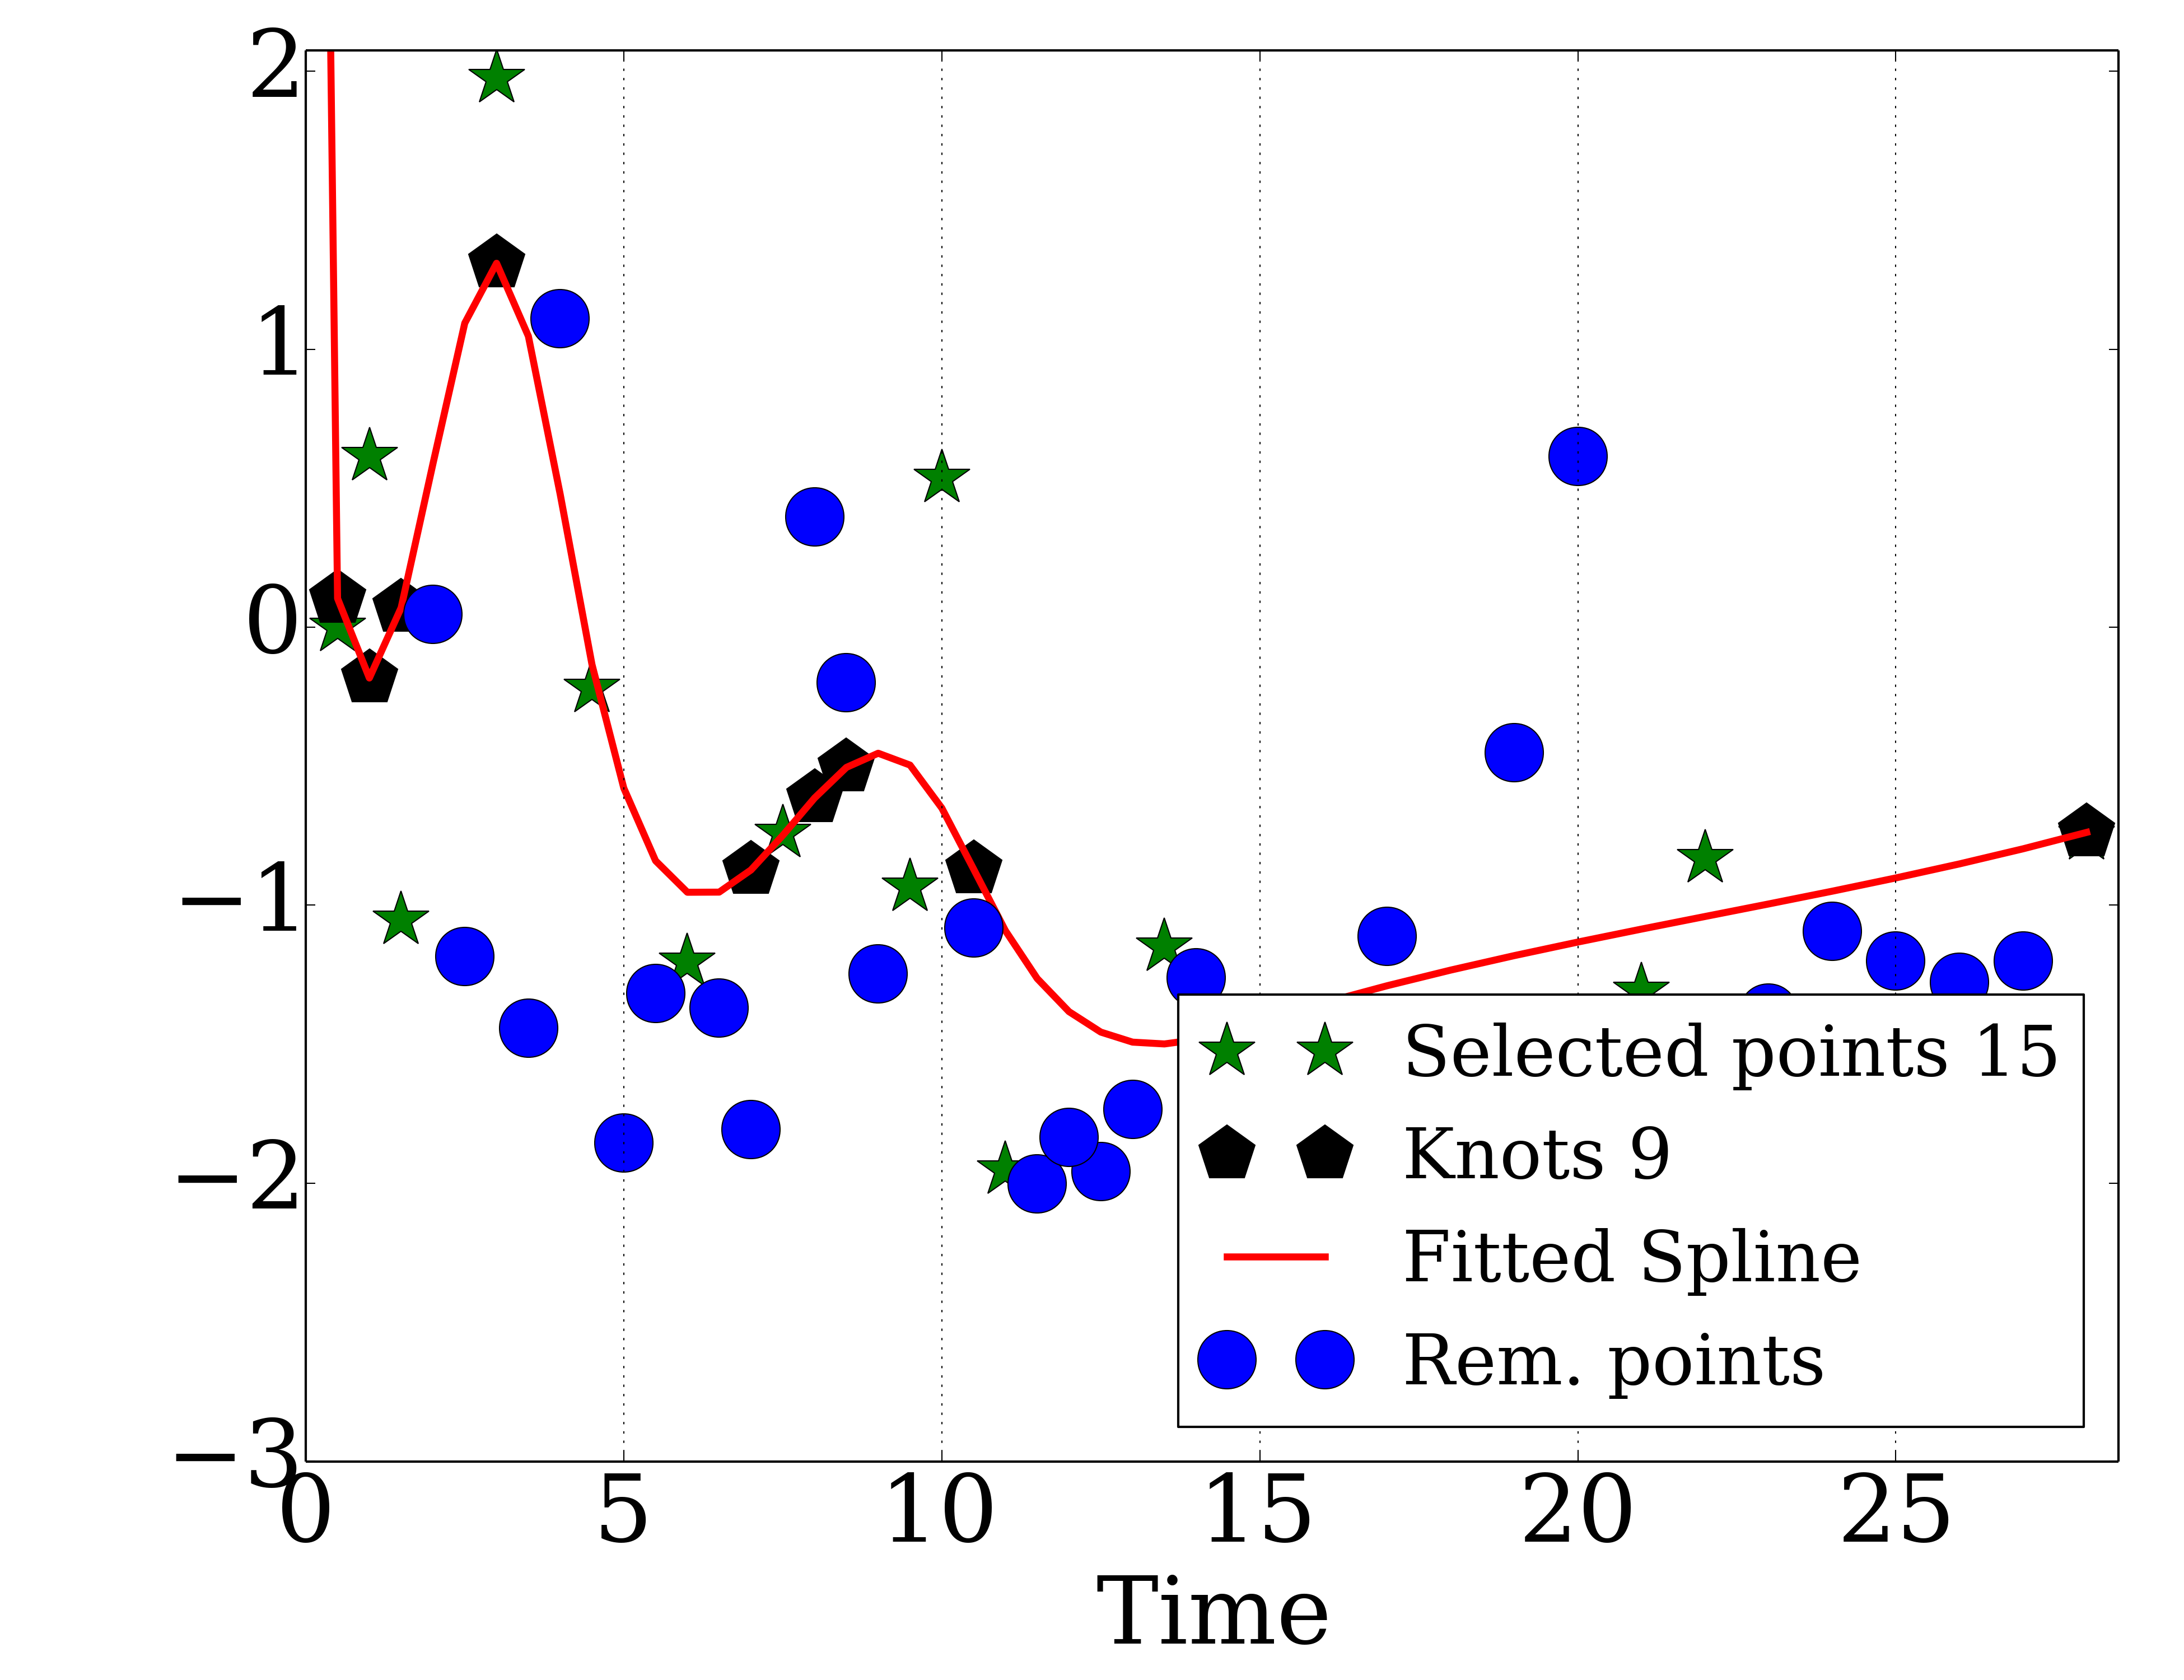 2
1
0
−1
−2
−3
0 5 10 15 20 25
Time
Selected points 15
Knots 9
Fitted Spline
Rem. points